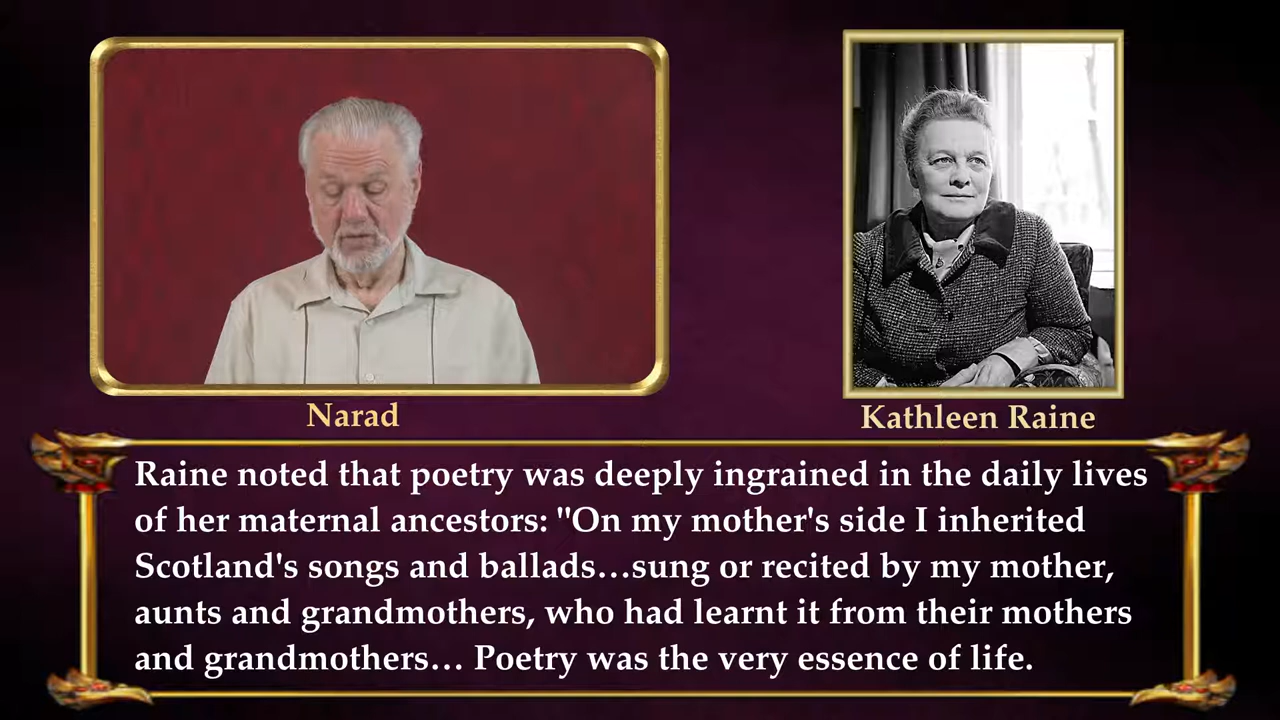 Narad
Kathleen Raine
Raine noted that poetry was deeply ingrained in the daily lives
of her maternal ancestors: "On my mother's side I inherited
Scotland's songs and ballads…sung or recited by my mother,
aunts and grandmothers, who had learnt it from their mothers
and grandmothers… Poetry was the very essence of life.